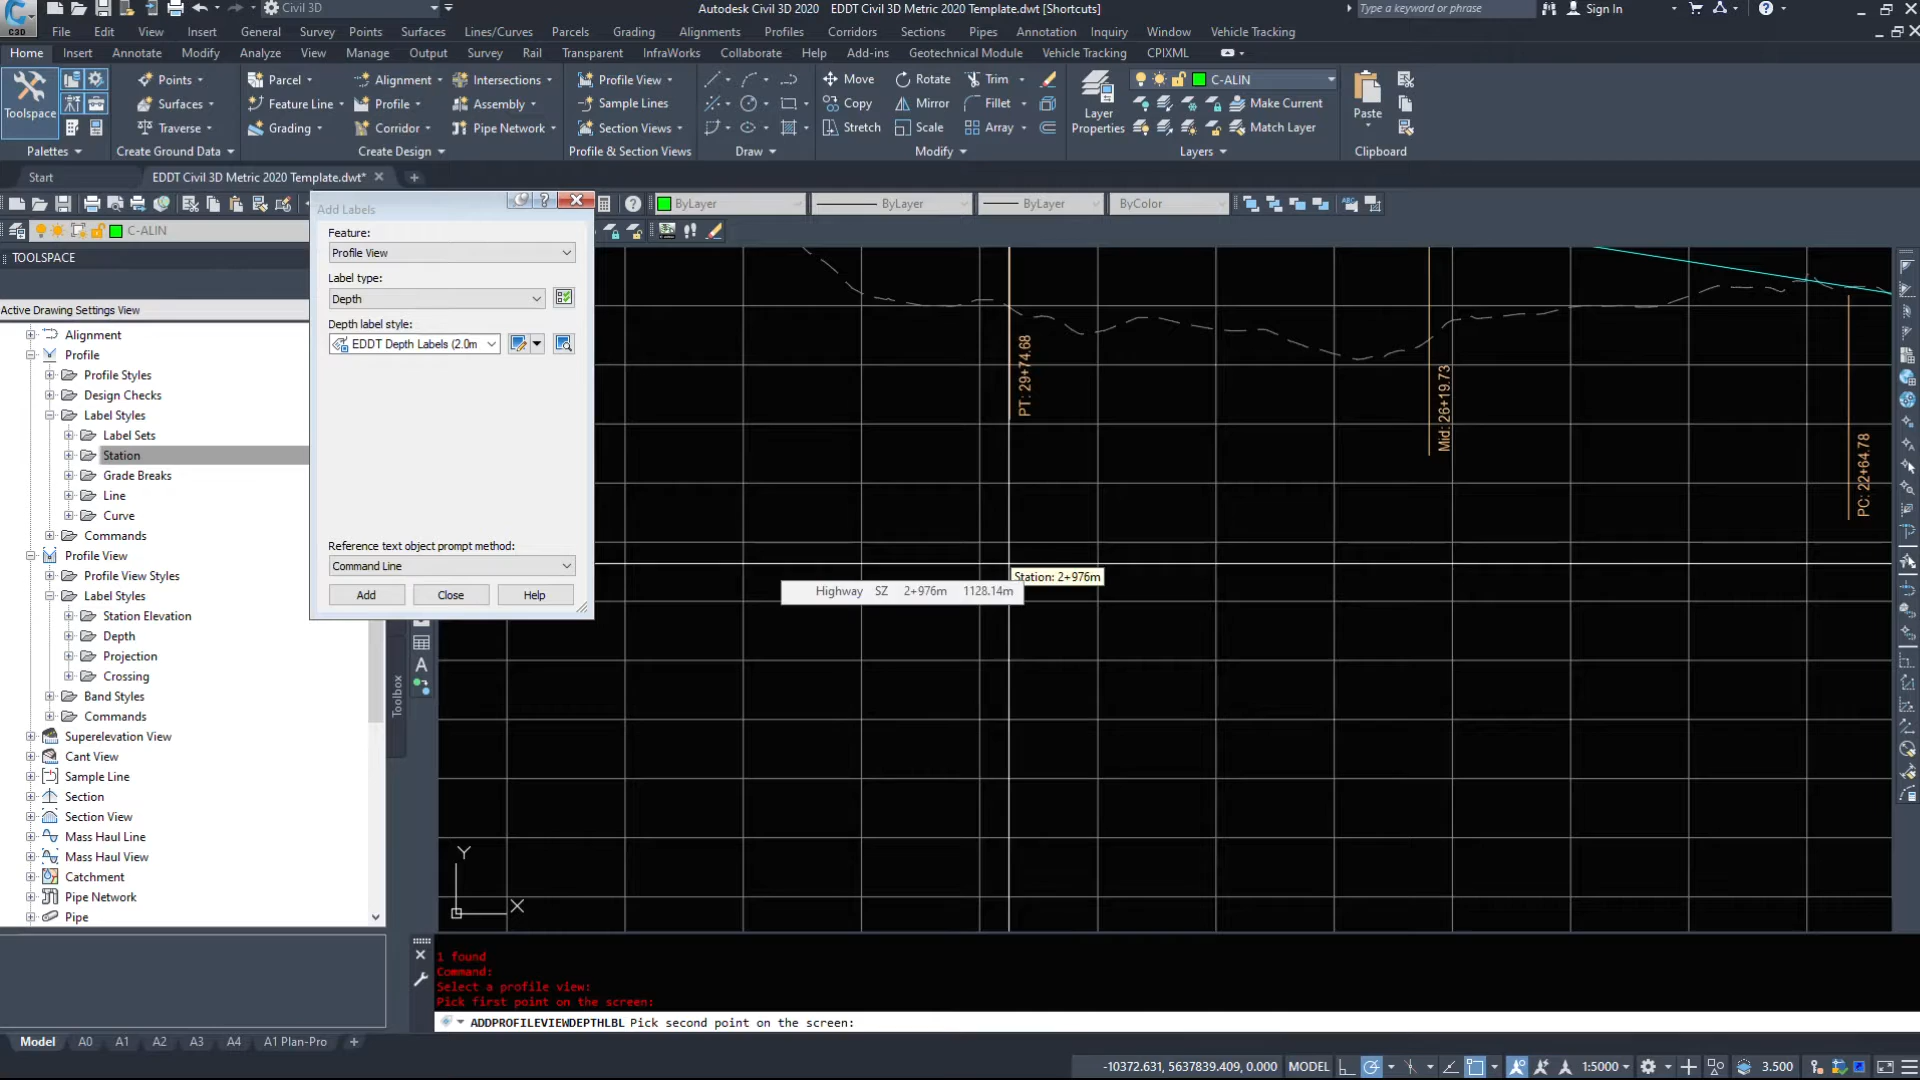 C3D
Civil 3D
Autodesk Civil 3D 2020 EDDT Civil 3D Metric 2020 Template.dwt [Shortcuts]
Type a keyword or phrase
Sign In
File Edit View Insert General Survey Points Surfaces Lines/Curves Parcels Grading Alignments Profiles Corridors Sections Pipes Annotation Inquiry Window Vehicle Tracking
Home Insert Annotate Modify Analyze View Manage Output Survey Rail Transparent InfraWorks Collaborate Help Add-ins Geotechnical Module Vehicle Tracking CPIXML
Toolspace
Palettes
Points
Surfaces
Traverse
Create Ground Data
Parcel
Feature Line
Grading
Alignment
Profile
Corridor
Intersections
Assembly
Pipe Network
Create Design
Profile View
Sample Lines
Section Views
Profile & Section Views
Draw
Move
Copy
Stretch
Rotate
Mirror
Scale
Trim
Fillet
Array
Modify
Layer Properties
C-ALIN
Make Current
Match Layer
Layers
Paste
Clipboard
Start
EDDT Civil 3D Metric 2020 Template.dwt*
ByLayer
ByLayer
ByLayer
ByColor
C-ALIN
TOOLSPACE
Active Drawing Settings View
Alignment
Profile
Profile Styles
Design Checks
Label Styles
Label Sets
Station
Grade Breaks
Line
Curve
Commands
Profile View
Profile View Styles
Label Styles
Station Elevation
Depth
Projection
Crossing
Band Styles
Commands
Superelevation View
Cant View
Sample Line
Section
Section View
Mass Haul Line
Mass Haul View
Catchment
Pipe Network
Pipe
Toolbox
Add Labels
Feature:
Profile View
Label type:
Depth
Depth label style:
EDDT Depth Labels (2.0m
Reference text object prompt method:
Command Line
Add
Close
Help
PT: 29+74.68
Mid: 26+19.73
PC: 22+64.78
Station: 2+976m
Highway SZ 2+976m 1128.14m
Y
X
1 found
Command:
Select a profile view:
Pick first point on the screen:
ADDPROFILEVIEWDEPTHLBL Pick second point on the screen:
Model A0 A1 A2 A3 A4 A1 Plan-Pro
-10372.631, 5637839.409, 0.000 MODEL
1:5000
3.500